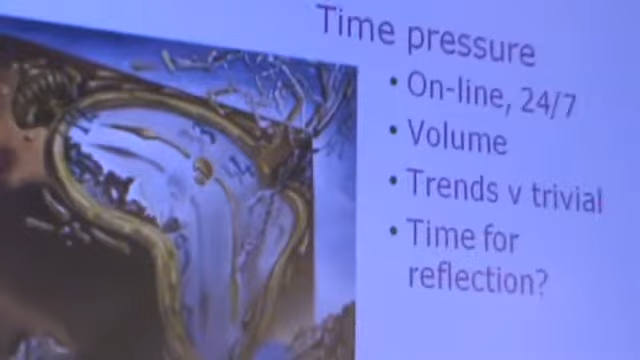 Time pressure
• On-line, 24/7
• Volume
• Trends v trivial
• Time for
reflection?